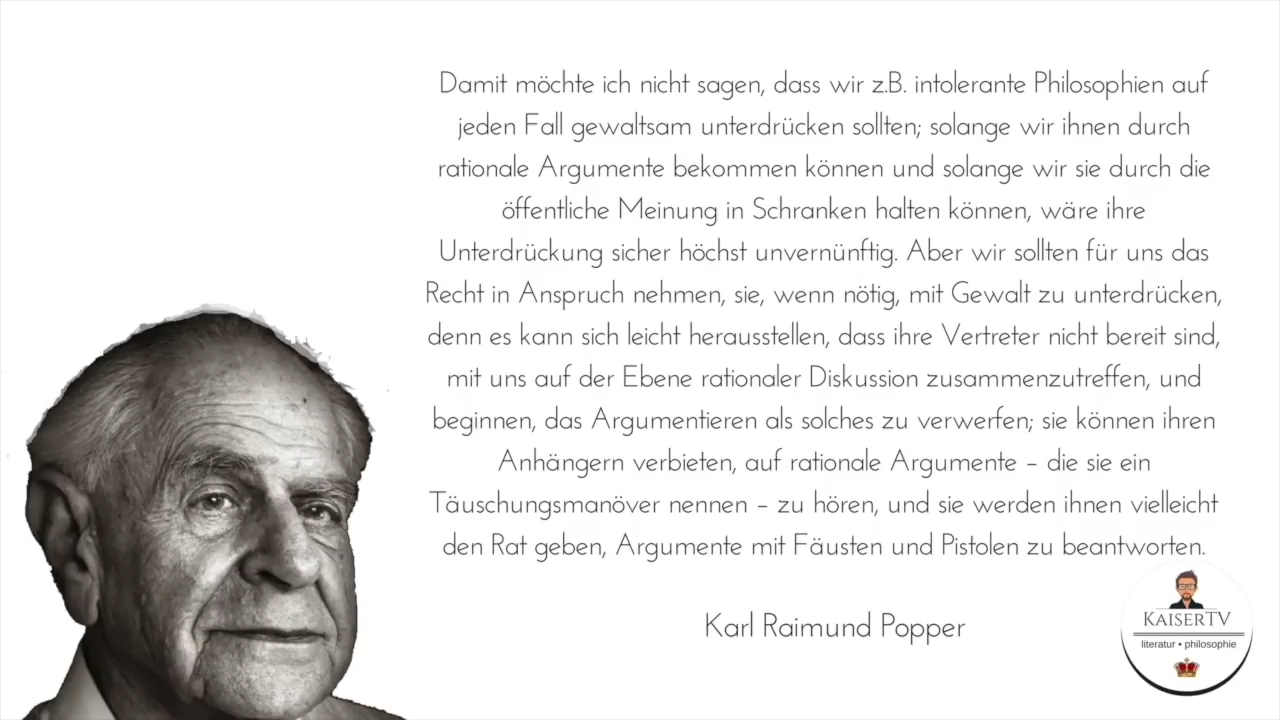 Damit möchte ich nicht sagen, dass wir z.B. intolerante Philosophien auf
jeden Fall gewaltsam unterdrücken sollten; solange wir ihnen durch
rationale Argumente bekommen können und solange wir sie durch die
öffentliche Meinung in Schranken halten können, wäre ihre
Unterdrückung sicher höchst unvernünftig. Aber wir sollten für uns das
Recht in Anspruch nehmen, sie, wenn nötig, mit Gewalt zu unterdrücken,
denn es kann sich leicht herausstellen, dass ihre Vertreter nicht bereit sind,
mit uns auf der Ebene rationaler Diskussion zusammenzutreffen, und
beginnen, das Argumentieren als solches zu verwerfen; sie können ihren
Anhängern verbieten, auf rationale Argumente – die sie ein
Täuschungsmanöver nennen – zu hören, und sie werden ihnen vielleicht
den Rat geben, Argumente mit Fäusten und Pistolen zu beantworten.
Karl Raimund Popper
KAISERTV
literatur • philosophie